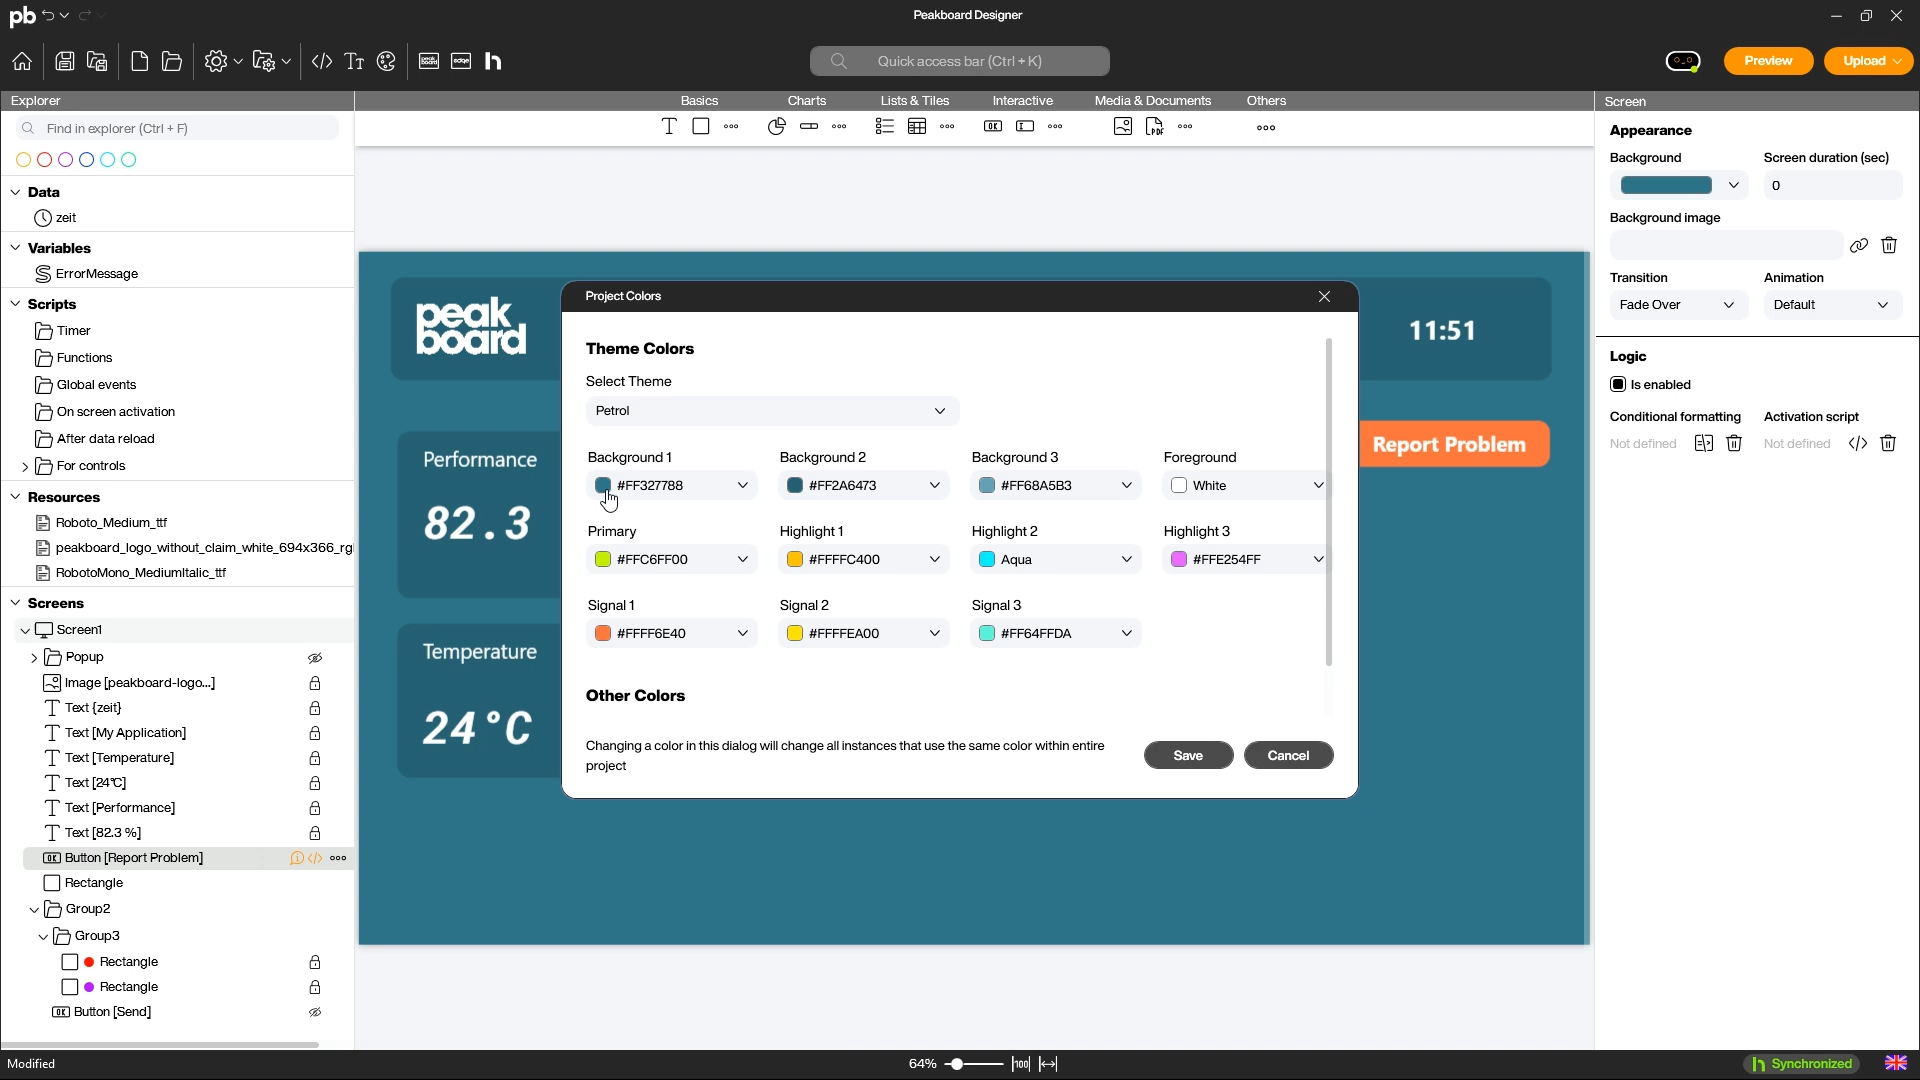 pb
Peakboard Designer
Quick access bar (Ctrl + K)
Preview
Upload
Explorer
Basics
Charts
Lists & Tiles
Interactive
Media & Documents
Others
Screen
Find in explorer (Ctrl + F)
Data
zeit
Variables
ErrorMessage
Scripts
Timer
Functions
Global events
On screen activation
After data reload
For controls
Resources
Roboto_Medium_ttf
peakboard_logo_without_claim_white_694x366_rg
RobotoMono_MediumItalic_ttf
Screens
Screen1
Popup
Image [peakboard-logo...]
Text {zeit}
Text [My Application]
Text [Temperature]
Text [24°C]
Text [Performance]
Text [82.3 %]
Button [Report Problem]
Rectangle
Group2
Group3
Rectangle
Rectangle
Button [Send]
peak
board
11:51
Performance
82.3
Temperature
24°C
Report Problem
Project Colors
Theme Colors
Select Theme
Petrol
Background 1
Background 2
Background 3
Foreground
#FF327788
#FF2A6473
#FF68A5B3
White
Primary
Highlight 1
Highlight 2
Highlight 3
#FFC6FF00
#FFFFC400
Aqua
#FFE254FF
Signal 1
Signal 2
Signal 3
#FFFF6E40
#FFFFEA00
#FF64FFDA
Other Colors
Changing a color in this dialog will change all instances that use the same color within entire
project
Save
Cancel
Appearance
Background
Screen duration (sec)
0
Background image
Transition
Animation
Fade Over
Default
Logic
Is enabled
Conditional formatting
Activation script
Not defined
Not defined
Modified
64%
100
Synchronized